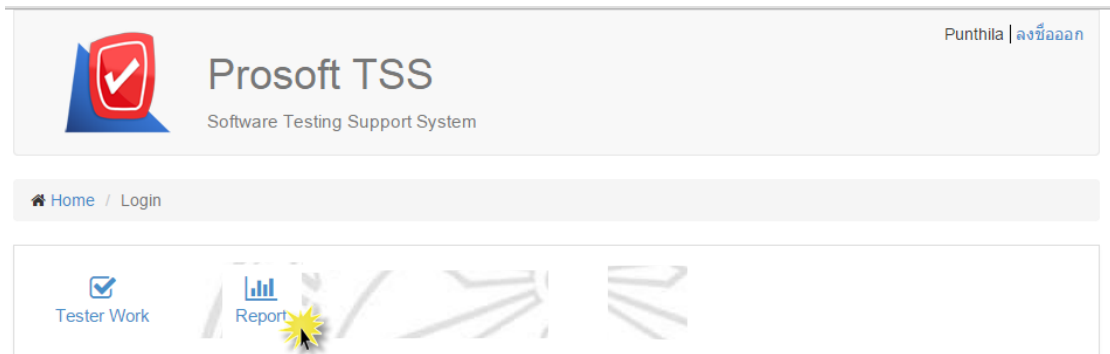 Punthila | ลงชื่อออก
Prosoft TSS
Software Testing Support System
Home / Login
Tester Work
Report